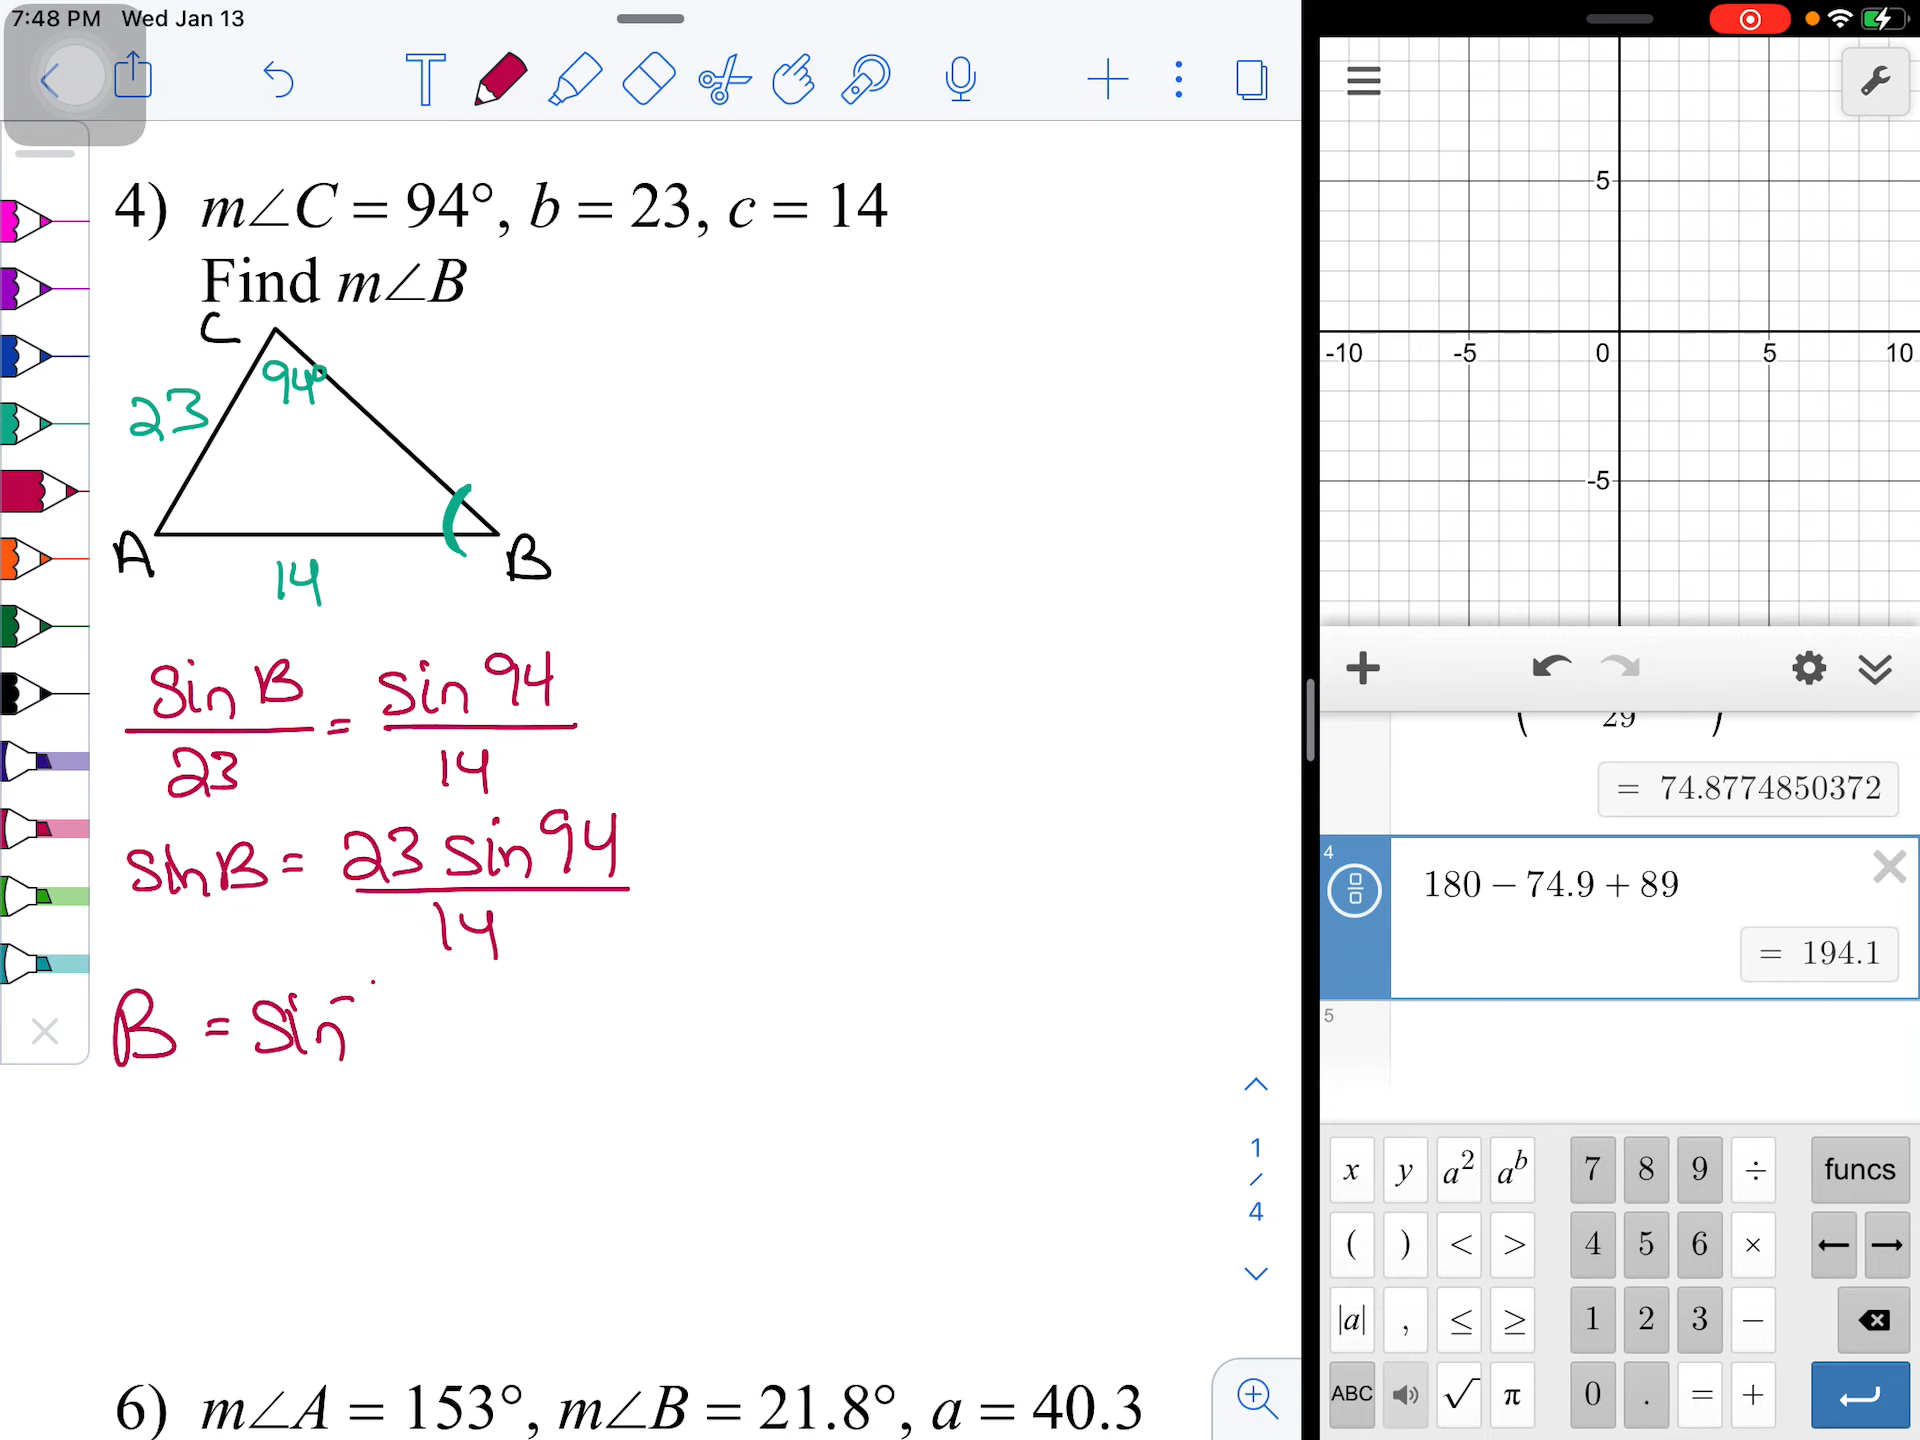 7:48 PM Wed Jan 13
4) m∠C = 94°, b = 23, c = 14
Find m∠B
C
94°
23
A
B
14
sin B / 23 = sin 94 / 14
sin B = 23 sin 94 / 14
B = sin⁻
6) m∠A = 153°, m∠B = 21.8°, a = 40.3
1
/
4
5
-10 -5 0 5 10
-5
( 29 )
= 74.8774850372
4
180 − 74.9 + 89
= 194.1
5
x y a² aᵇ 7 8 9 ÷ funcs
( ) < > 4 5 6 × ← →
|a| , ≤ ≥ 1 2 3 −
ABC √ π 0 . = +